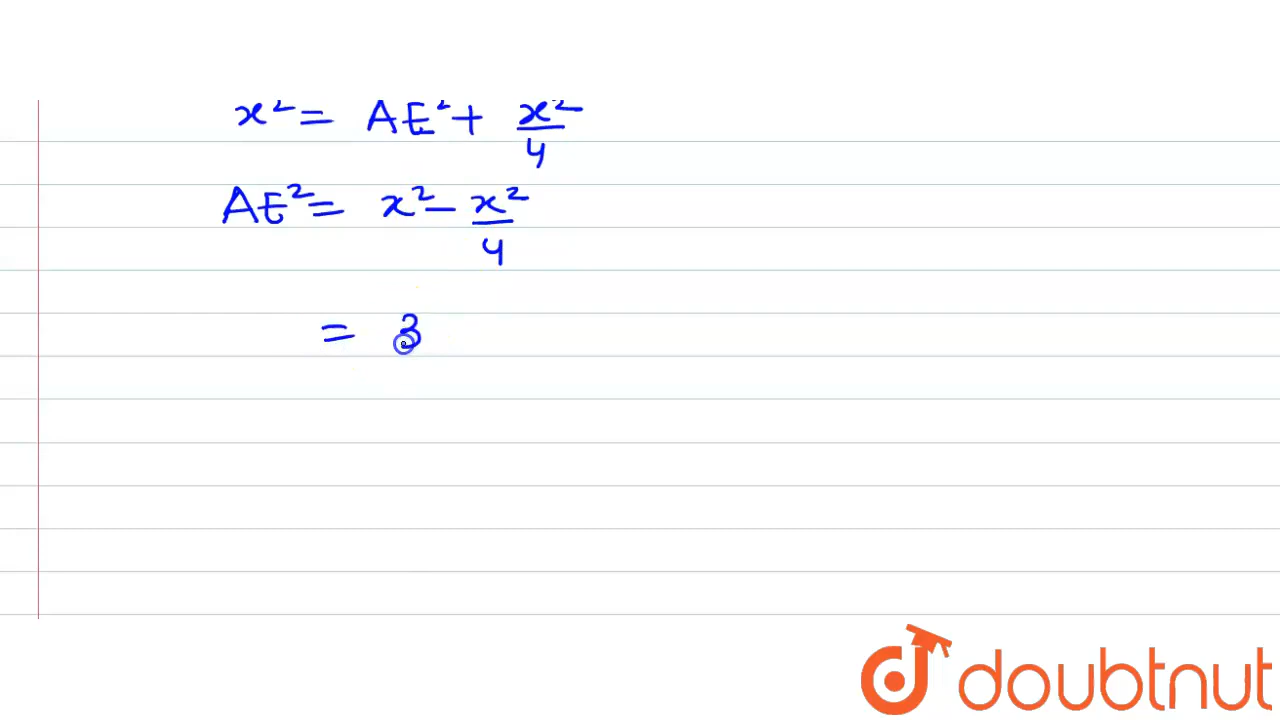 x² = AE² + x²/4
AE² = x² - x²/4
= 3
doubtnut